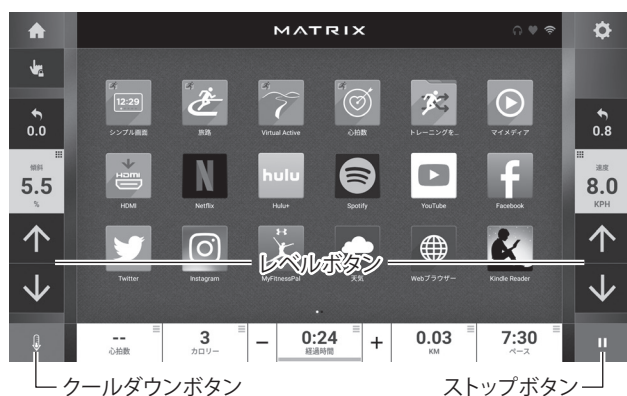 MATRIX
0.0
0.8
傾斜
5.5
%
速度
8.0
KPH
12:29
シンプル画面
旅路
Virtual Active
心拍数
トレーニングを...
マイメディア
HDMI
HDMI
N
Netflix
hulu
Hulu+
Spotify
YouTube
f
Facebook
Twitter
Instagram
MyFitnessPal
天気
Webブラウザー
Kindle Reader
レベルボタン
--
心拍数
3
カロリー
−
0:24
経過時間
+
0.03
KM
7:30
ペース
クールダウンボタン
ストップボタン